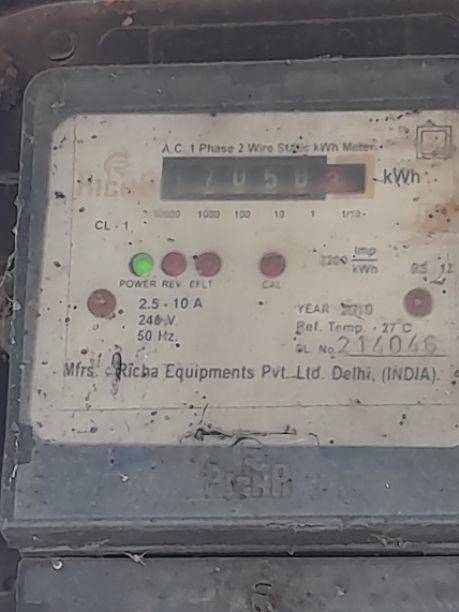 A.C. 1 Phase 2 Wire Static kWh Meter
kWh
10000 1000 100 10 1 1/10
CL - 1
3200 Imp/kWh
POWER REV EFLT CAL
2.5 - 10 A
240 V
50 Hz.
YEAR 2010
Ref. Temp. - 27°C
SL. No. 214046
Mfrs. : Richa Equipments Pvt. Ltd. Delhi, (INDIA).